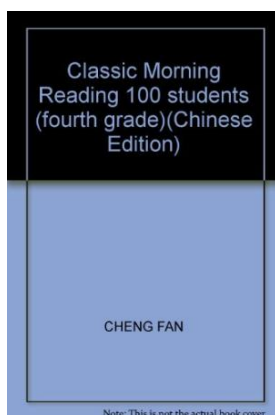 Classic Morning
Reading 100 students
(fourth grade)(Chinese
Edition)
CHENG FAN
Note: This is not the actual book cover